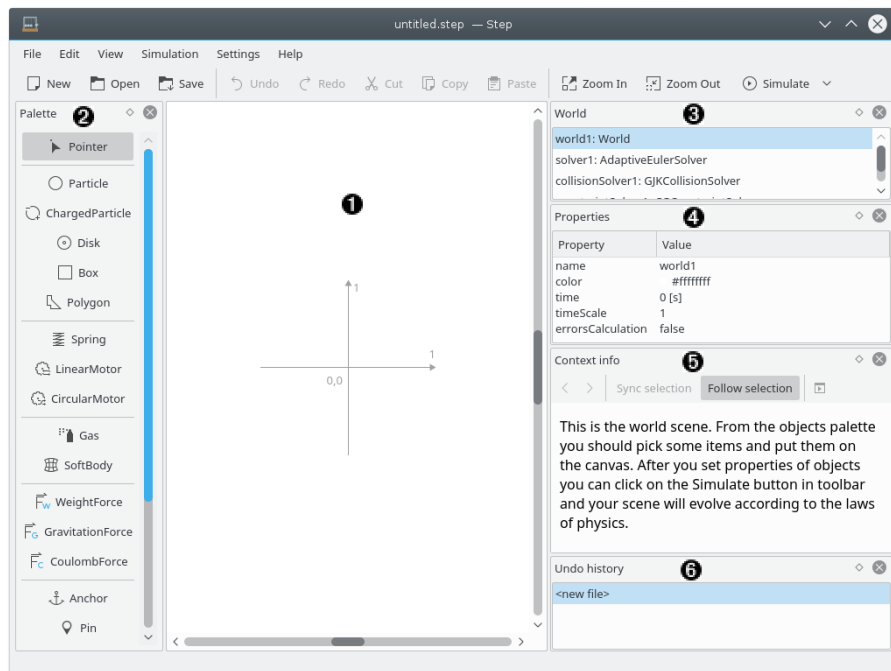 untitled.step — Step
File Edit View Simulation Settings Help
New Open Save Undo Redo Cut Copy Paste Zoom In Zoom Out Simulate
Palette 2
Pointer
Particle
ChargedParticle
Disk
Box
Polygon
Spring
LinearMotor
CircularMotor
Gas
SoftBody
WeightForce
GravitationForce
CoulombForce
Anchor
Pin
1
1
1
0,0
World 3
world1: World
solver1: AdaptiveEulerSolver
collisionSolver1: GJKCollisionSolver
Properties 4
Property Value
name world1
color #ffffffff
time 0 [s]
timeScale 1
errorsCalculation false
Context info 5
Sync selection Follow selection
This is the world scene. From the objects palette
you should pick some items and put them on
the canvas. After you set properties of objects
you can click on the Simulate button in toolbar
and your scene will evolve according to the laws
of physics.
Undo history 6
<new file>